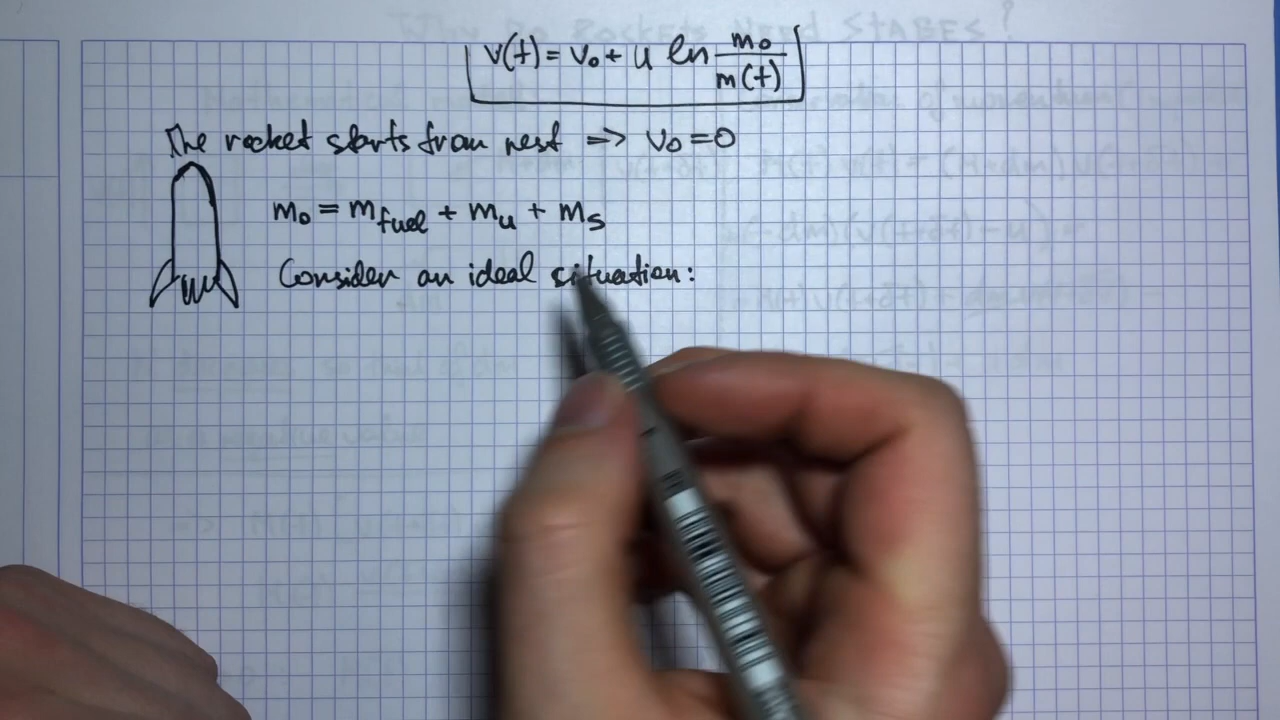 v(t) = v₀ + u ln m₀/m(t)
The rocket starts from rest => v₀ = 0
m₀ = m_fuel + m_u + m_s
Consider an ideal situation: